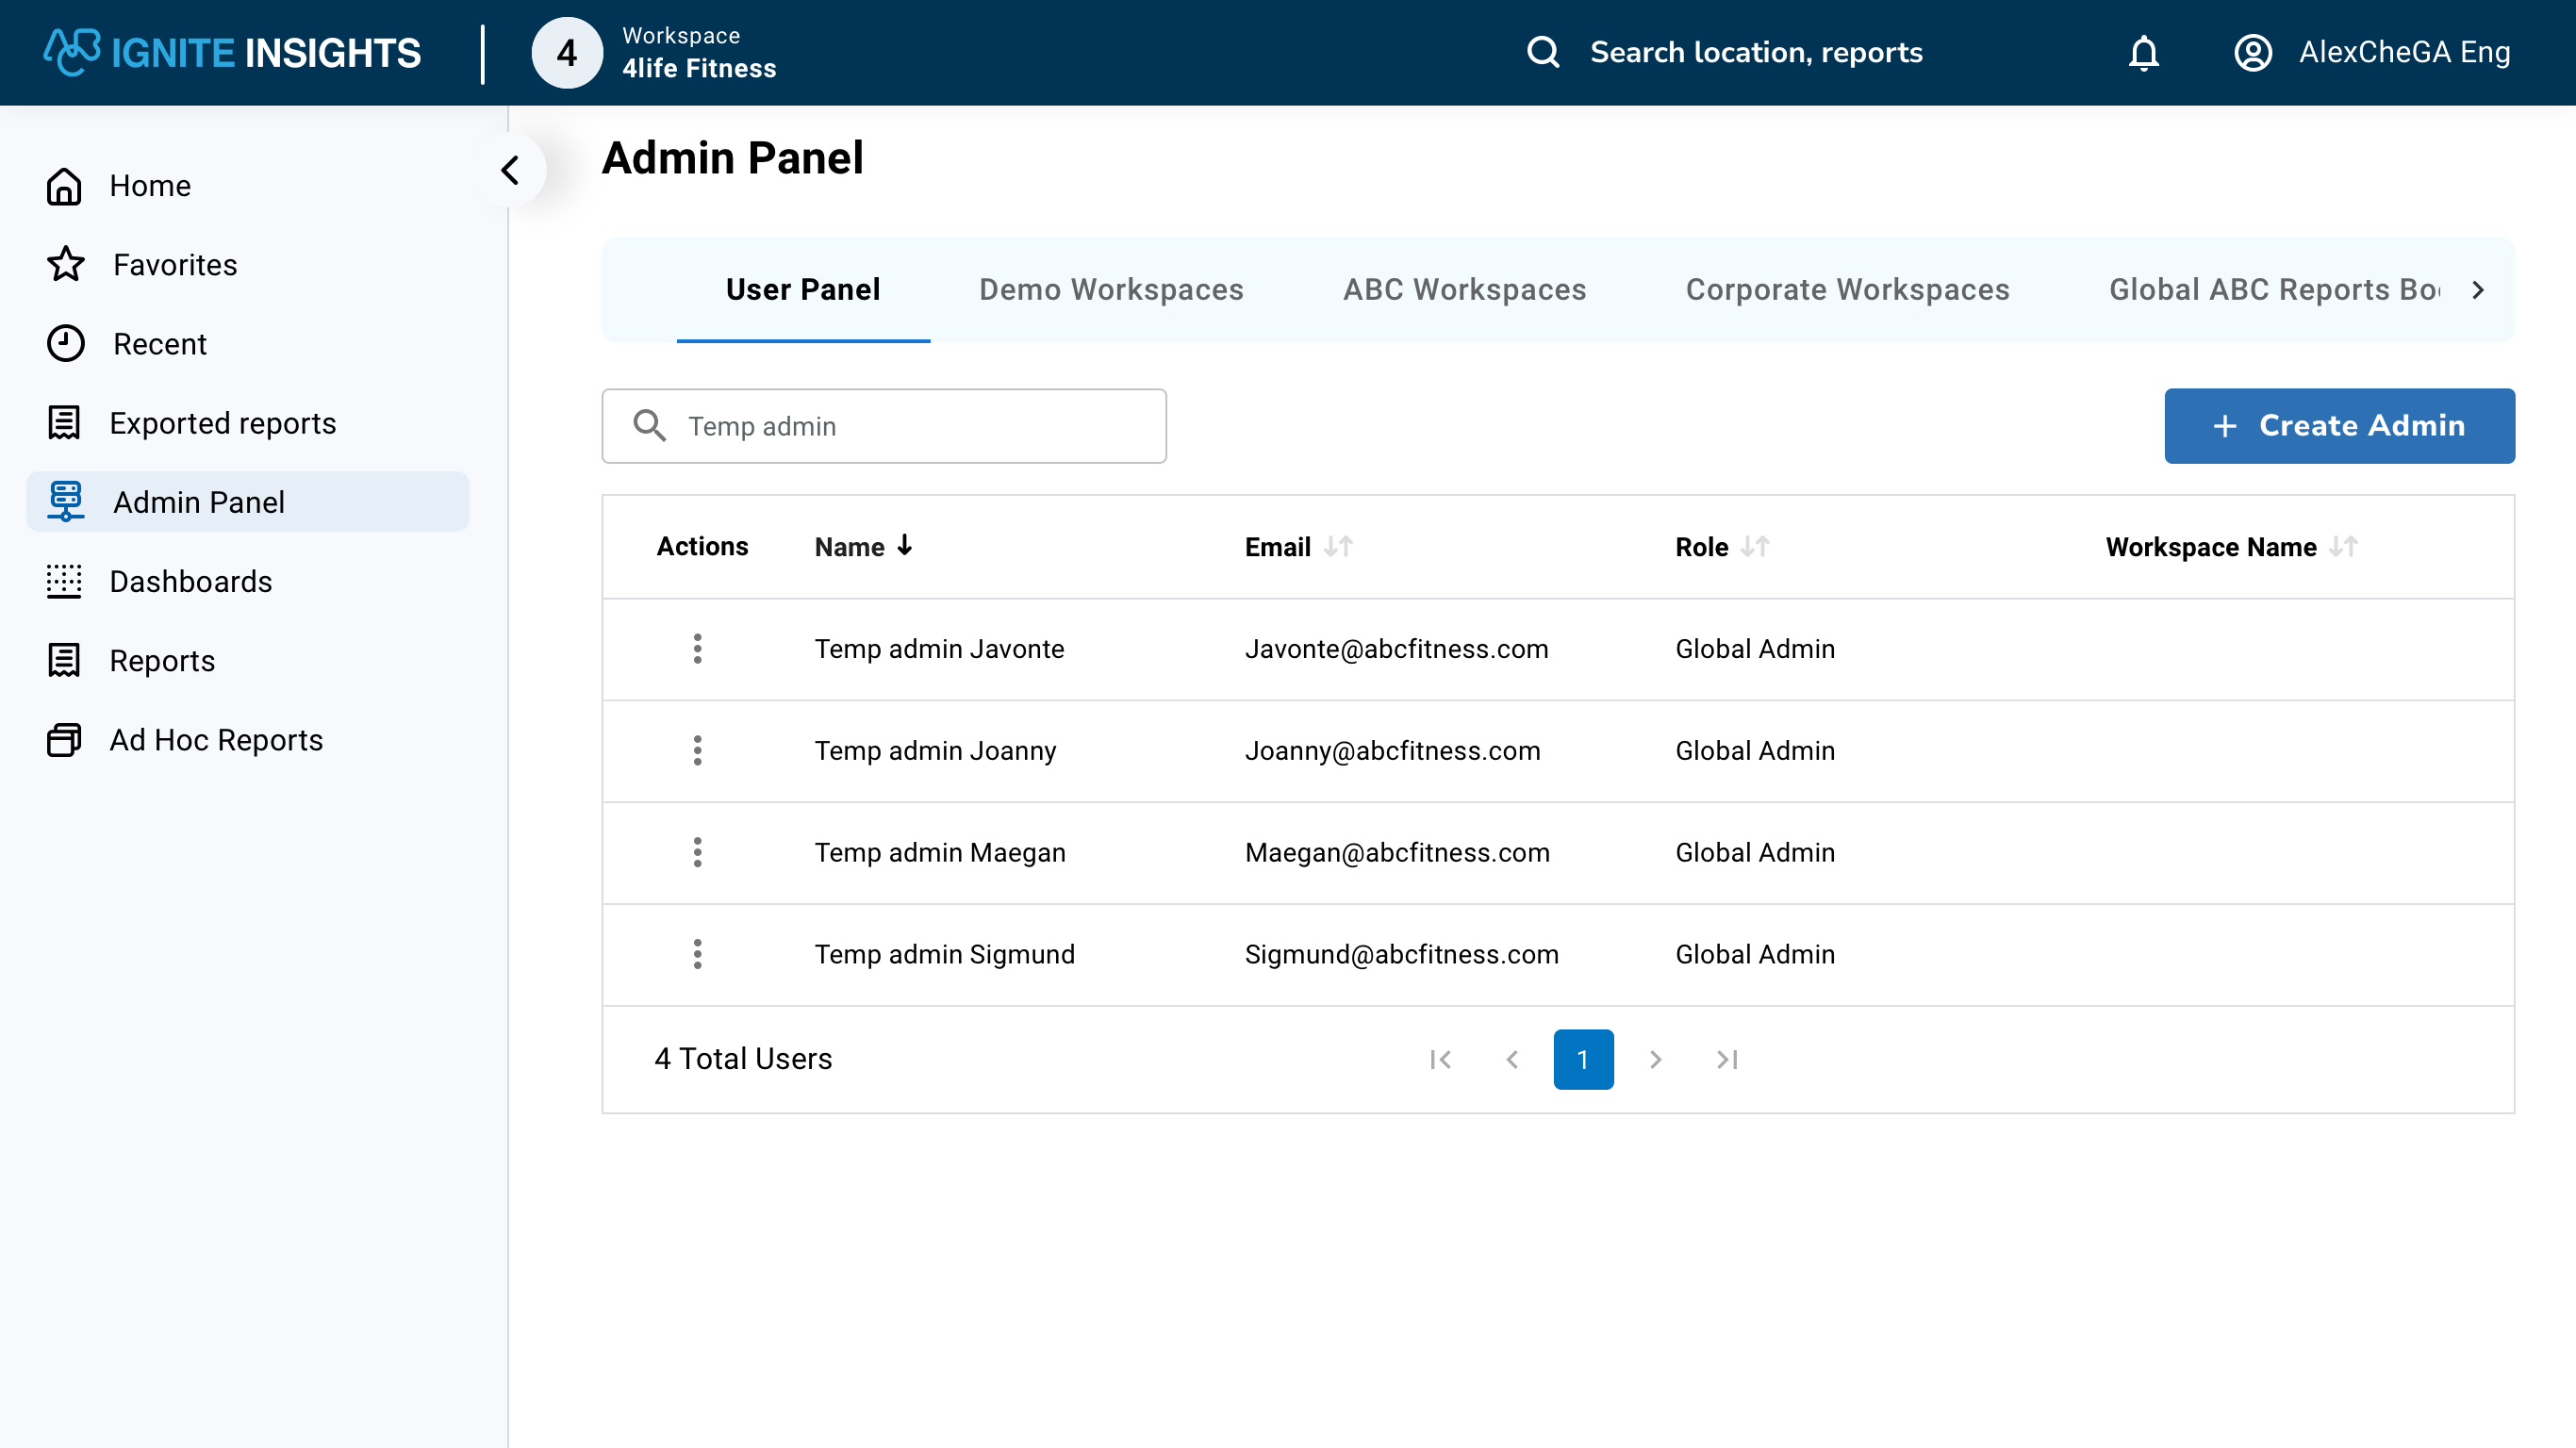 ABC IGNITE INSIGHTS
4
Workspace
4life Fitness
Search location, reports
AlexCheGA Eng
Home
Favorites
Recent
Exported reports
Admin Panel
Dashboards
Reports
Ad Hoc Reports
Admin Panel
User Panel Demo Workspaces ABC Workspaces Corporate Workspaces Global ABC Reports Bo
Temp admin
+ Create Admin
Actions Name Email Role Workspace Name
Temp admin Javonte Javonte@abcfitness.com Global Admin
Temp admin Joanny Joanny@abcfitness.com Global Admin
Temp admin Maegan Maegan@abcfitness.com Global Admin
Temp admin Sigmund Sigmund@abcfitness.com Global Admin
4 Total Users 1